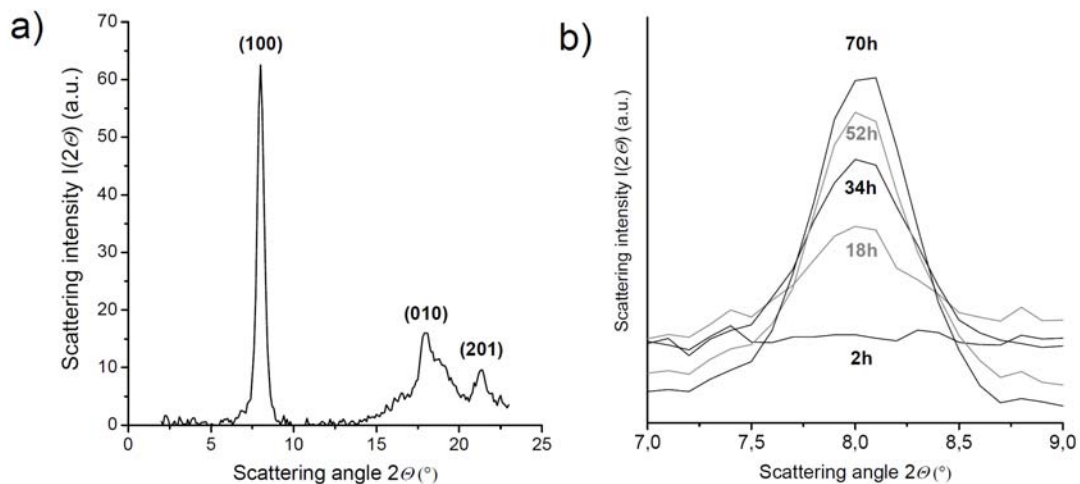 a)
Scattering intensity I(2Θ) (a.u.)
70
60
50
40
30
20
10
0
(100)
(010)
(201)
0 5 10 15 20 25
Scattering angle 2Θ (°)
b)
Scattering intensity I(2Θ) (a.u.)
70h
52h
34h
18h
2h
7,0 7,5 8,0 8,5 9,0
Scattering angle 2Θ (°)